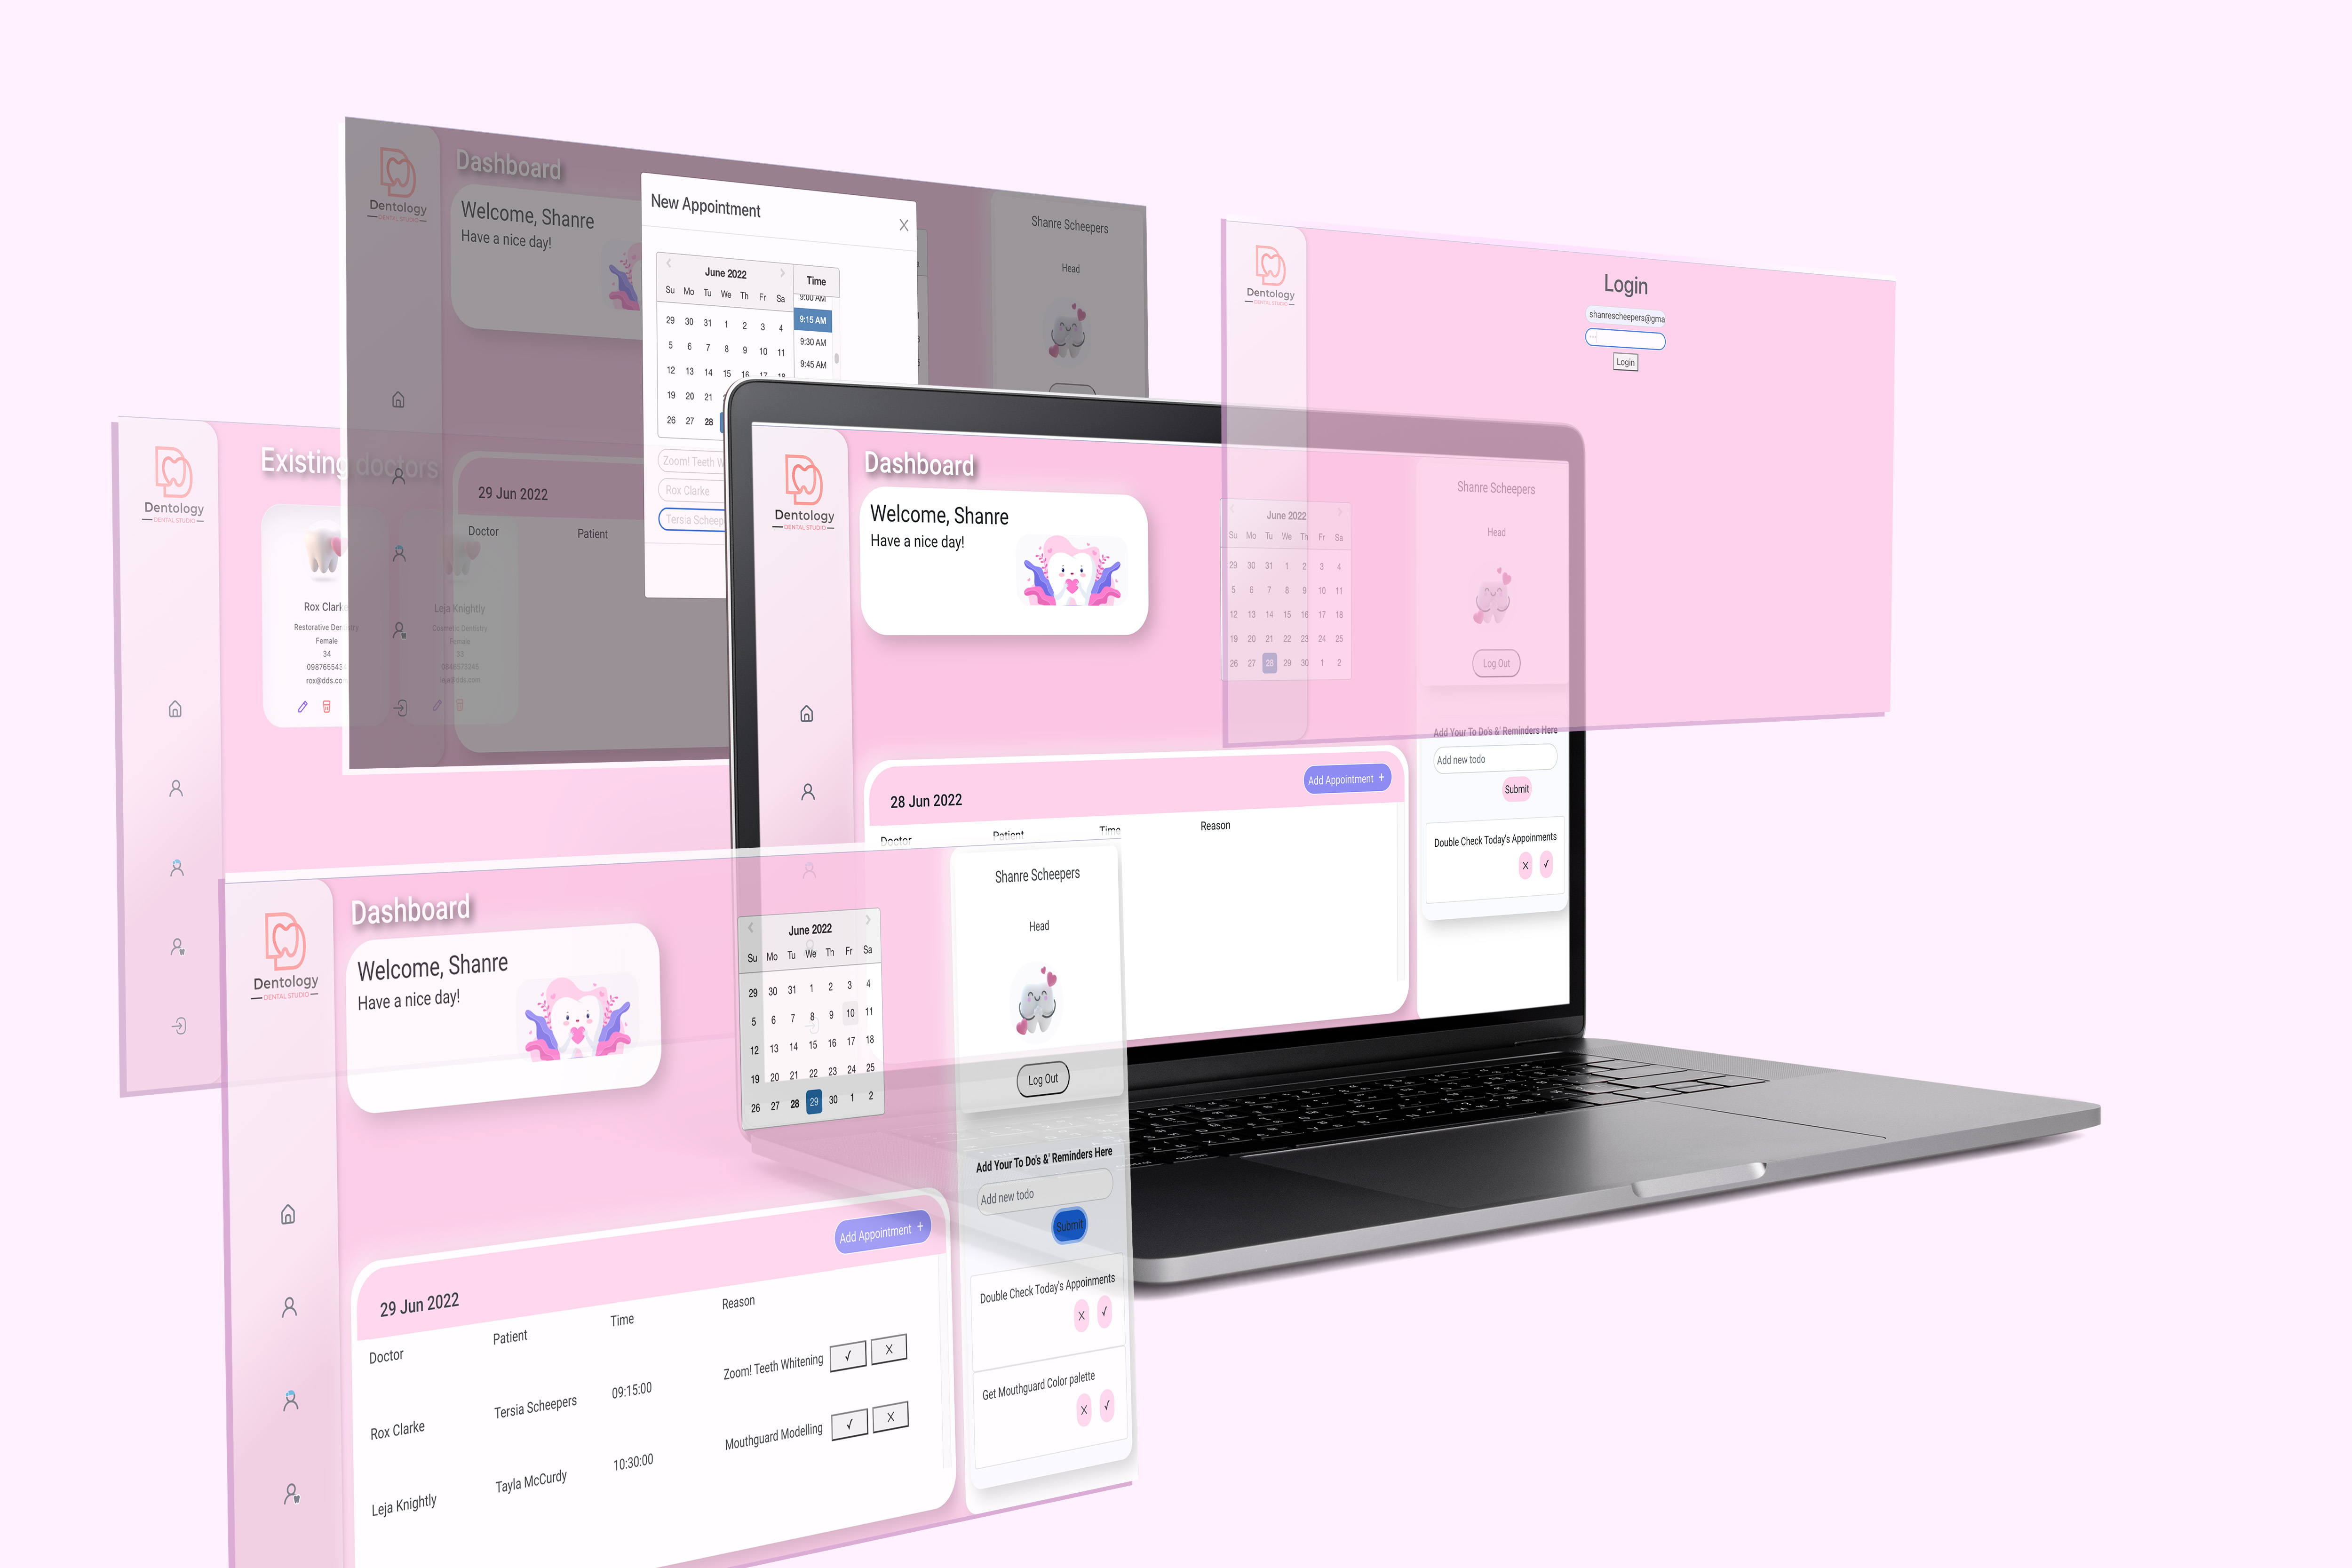 Dentology
DENTAL STUDIO
Dashboard
Welcome, Shanre
Have a nice day!
New Appointment
X
June 2022
Time
Su Mo Tu We Th Fr Sa
29 30 31 1 2 3 4
5 6 7 8 9 10 11
12 13 14 15 16 17 18
19 20 21
26 27 28
9:00 AM
9:15 AM
9:30 AM
9:45 AM
Zoom! Teeth W
Rox Clarke
Tersia Scheep
Shanre Scheepers
Head
29 Jun 2022
Doctor Patient
Dentology
DENTAL STUDIO
Login
shanrescheepers@gma
Login
Dentology
DENTAL STUDIO
Existing doctors
Rox Clarke
Restorative Dentistry
Female
34
098765543
rox@dds.com
Leja Knightly
Cosmetic Dentistry
Female
33
leja@dds.com
Dentology
DENTAL STUDIO
Dashboard
Welcome, Shanre
Have a nice day!
June 2022
Su Mo Tu We Th Fr Sa
29 30 31 1 2 3 4
5 6 7 8 9 10 11
12 13 14 15 16 17 18
19 20 21 22 23 24 25
26 27 28 29 30 1 2
Shanre Scheepers
Head
Log Out
Add Your To Do's &' Reminders Here
Add new todo
Submit
Double Check Today's Appoinments
X ✓
28 Jun 2022
Add Appointment +
Doctor Patient Time Reason
Dentology
DENTAL STUDIO
Dashboard
Welcome, Shanre
Have a nice day!
June 2022
Su Mo Tu We Th Fr Sa
29 30 31 1 2 3 4
5 6 7 8 9 10 11
12 13 14 15 16 17 18
19 20 21 22 23 24 25
26 27 28 29 30 1 2
Shanre Scheepers
Head
Log Out
Add Your To Do's &' Reminders Here
Add new todo
Submit
Double Check Today's Appoinments
X ✓
Get Mouthguard Color palette
X ✓
29 Jun 2022
Add Appointment +
Doctor Patient Time Reason
Rox Clarke Tersia Scheepers 09:15:00 Zoom! Teeth Whitening ✓ X
Leja Knightly Tayla McCurdy 10:30:00 Mouthguard Modelling ✓ X